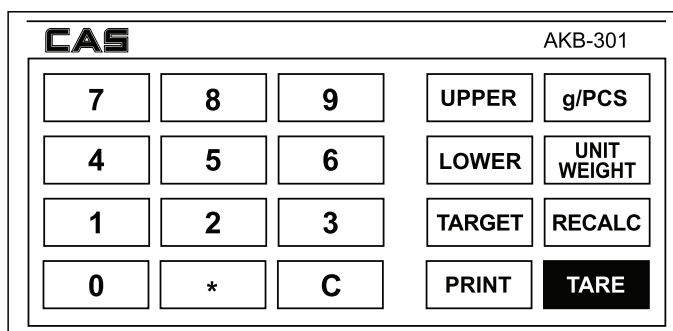 CAS AKB-301
7 8 9 UPPER g/PCS
4 5 6 LOWER UNIT WEIGHT
1 2 3 TARGET RECALC
0 * C PRINT TARE